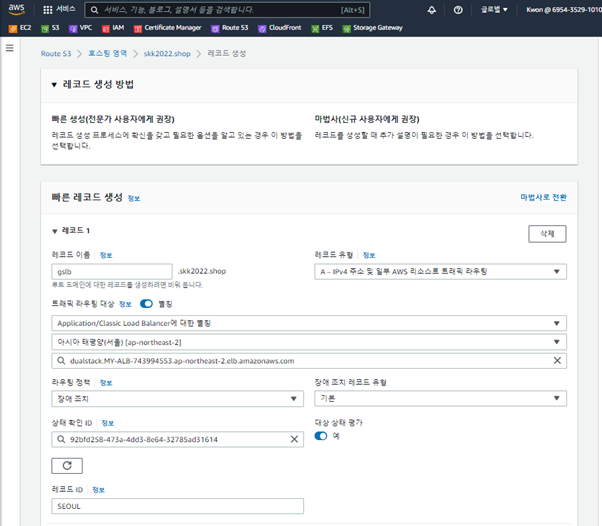 aws
서비스
서비스, 기능, 블로그, 설명서 등을 검색합니다.
[Alt+S]
글로벌
Kwon @ 6954-3529-1010
EC2
S3
VPC
IAM
Certificate Manager
Route 53
CloudFront
EFS
Storage Gateway
Route 53 > 호스팅 영역 > skk2022.shop > 레코드 생성
레코드 생성 방법
빠른 생성(전문가 사용자에게 권장)
레코드 생성 프로세스에 확신을 갖고 필요한 옵션을 알고 있는 경우 이 방법을
선택합니다.
마법사(신규 사용자에게 권장)
레코드를 생성할 때 추가 설명이 필요한 경우 이 방법을 선택합니다.
빠른 레코드 생성 정보
마법사로 전환
레코드 1
삭제
레코드 이름 정보
gslb
.skk2022.shop
루트 도메인에 대한 레코드를 생성하려면 비워 둡니다.
레코드 유형 정보
A – IPv4 주소 및 일부 AWS 리소스로 트래픽 라우팅
트래픽 라우팅 대상 정보
별칭
Application/Classic Load Balancer에 대한 별칭
아시아 태평양(서울) [ap-northeast-2]
dualstack.MY-ALB-743994553.ap-northeast-2.elb.amazonaws.com
라우팅 정책 정보
장애 조치
장애 조치 레코드 유형
기본
상태 확인 ID 정보
92bfd258-473a-4dd3-8e64-32785ad31614
대상 상태 평가
예
레코드 ID 정보
SEOUL